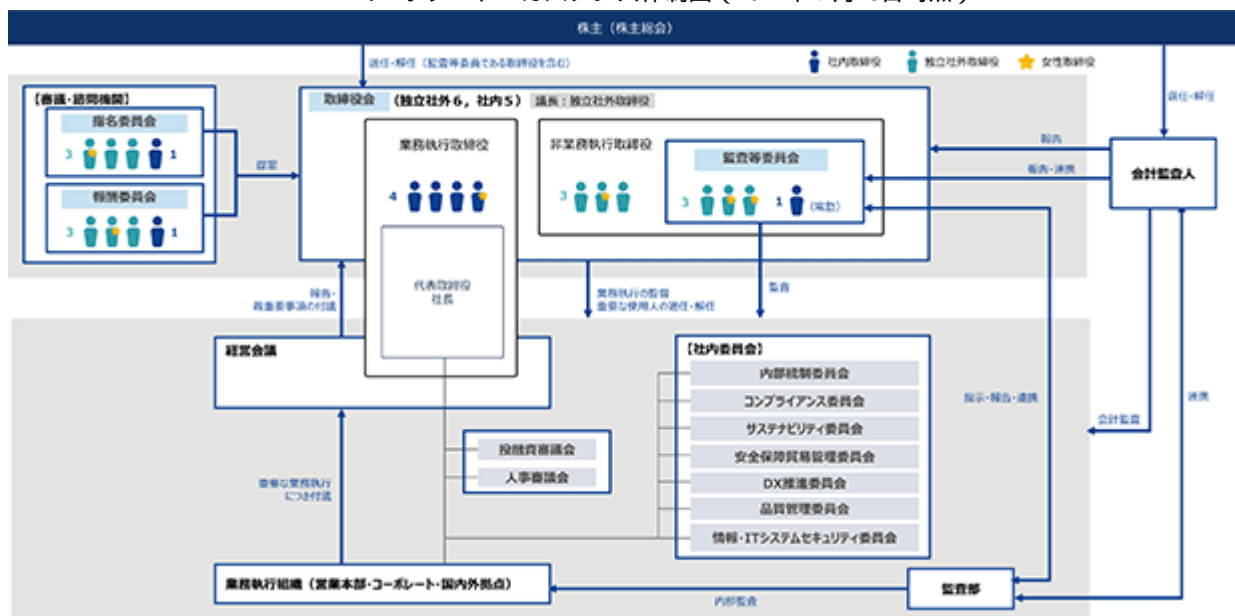 株主（株主総会）
選任・解任（監査等委員である取締役を含む）
社内取締役
独立社外取締役
女性取締役
【審議・諮問機関】
指名委員会
3
1
報酬委員会
3
1
提言
取締役会
（独立社外6，社内5）
議長：独立社外取締役
業務執行取締役
4
代表取締役
社長
非業務執行取締役
3
監査等委員会
3
1
（常勤）
選任・解任
報告
報告・連携
会計監査人
報告・
最重要事項の付議
業務執行の監督
重要な使用人の選任・解任
監査
経営会議
【社内委員会】
内部統制委員会
コンプライアンス委員会
サステナビリティ委員会
安全保障貿易管理委員会
DX推進委員会
品質管理委員会
情報・ITシステムセキュリティ委員会
投融資審議会
人事審議会
指示・報告・連携
会計監査
連携
重要な業務執行
につき付議
業務執行組織（営業本部・コーポレート・国内外拠点）
内部監査
監査部